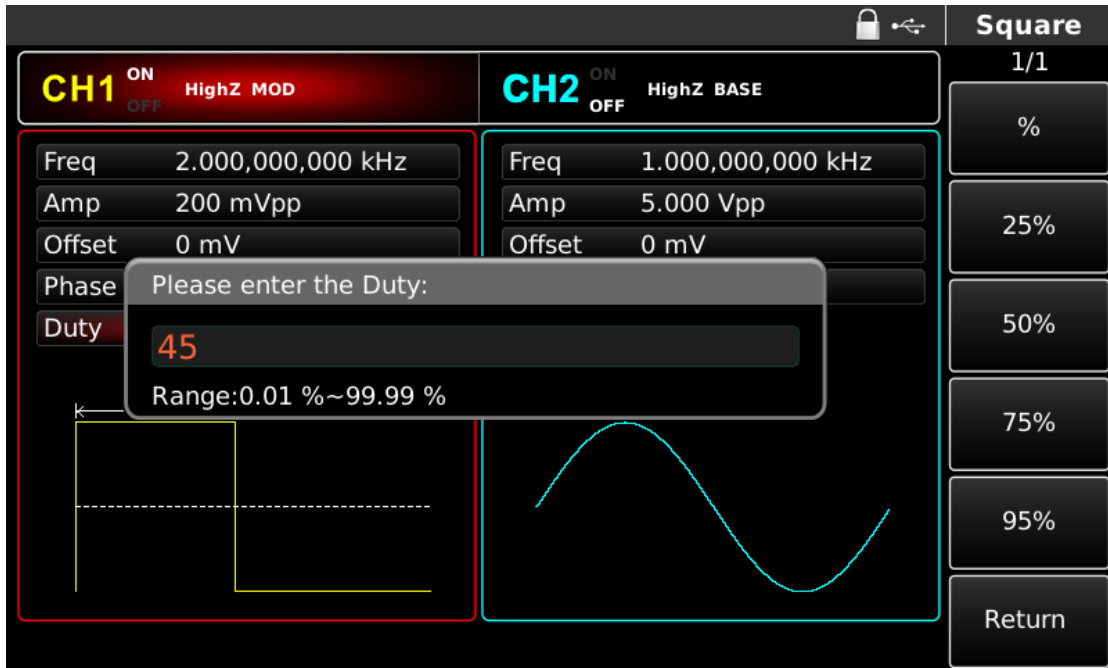 Square
1/1
CH1 ON OFF HighZ MOD
CH2 ON OFF HighZ BASE
Freq 2.000,000,000 kHz
Amp 200 mVpp
Offset 0 mV
Phase
Duty
Freq 1.000,000,000 kHz
Amp 5.000 Vpp
Offset 0 mV
Please enter the Duty:
45
Range:0.01 %~99.99 %
%
25%
50%
75%
95%
Return